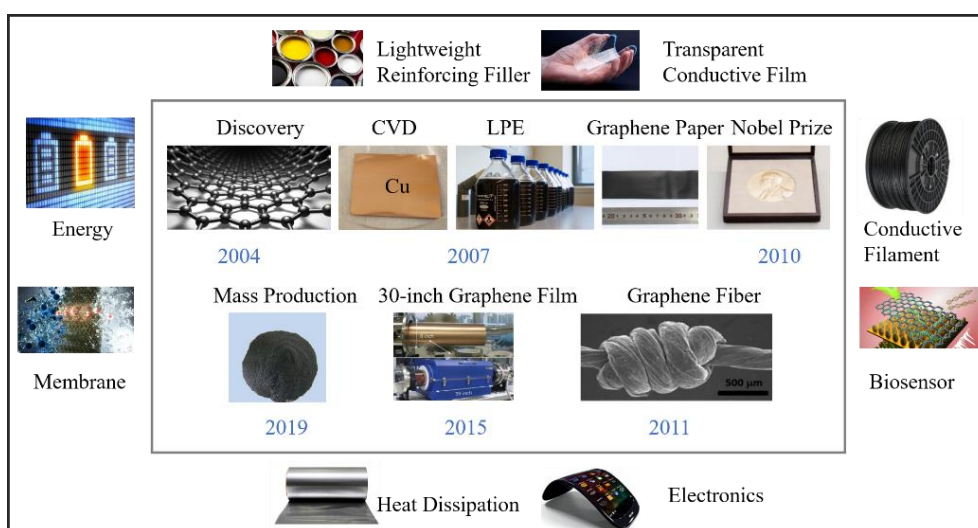 Lightweight
Reinforcing Filler
Transparent
Conductive Film
Discovery
CVD
LPE
Graphene Paper
Nobel Prize
Cu
2004
2007
2010
Energy
Conductive
Filament
Mass Production
30-inch Graphene Film
Graphene Fiber
500 μm
2019
2015
2011
Membrane
Biosensor
Heat Dissipation
Electronics